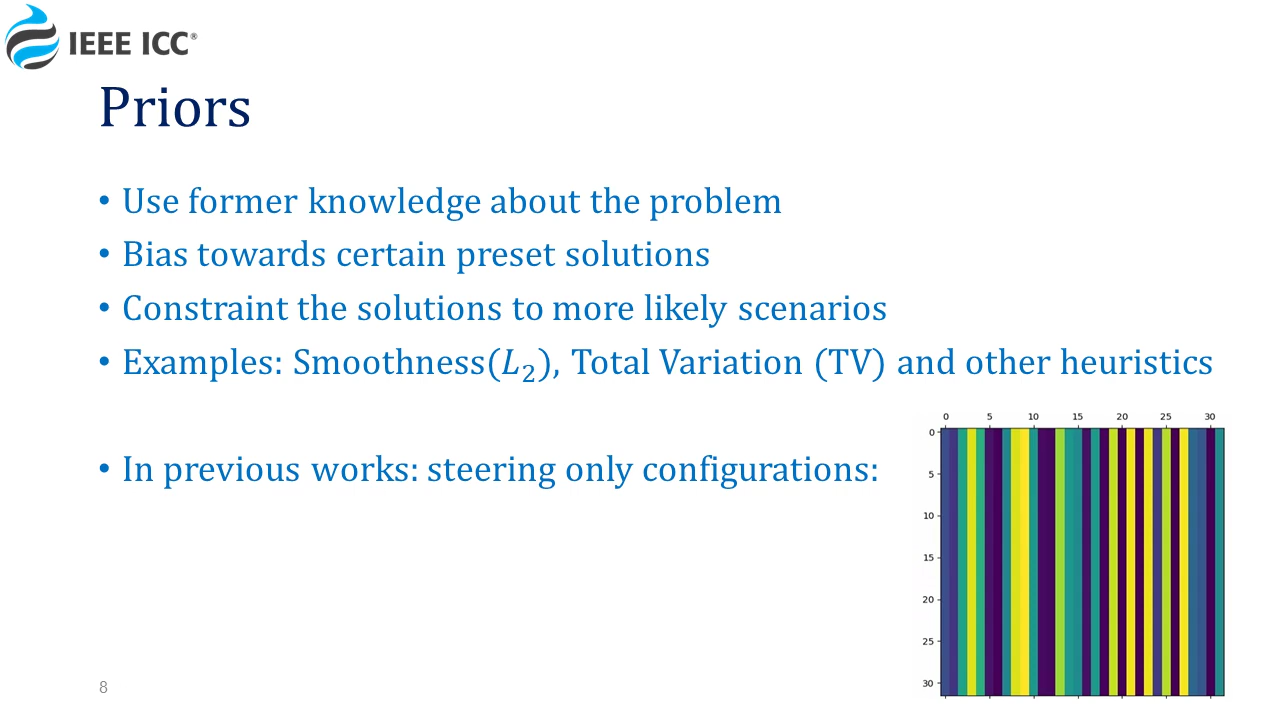 IEEE ICC®
Priors
• Use former knowledge about the problem
• Bias towards certain preset solutions
• Constraint the solutions to more likely scenarios
• Examples: Smoothness(L₂), Total Variation (TV) and other heuristics
• In previous works: steering only configurations:
0 5 10 15 20 25 30
0
5
10
15
20
25
30
8